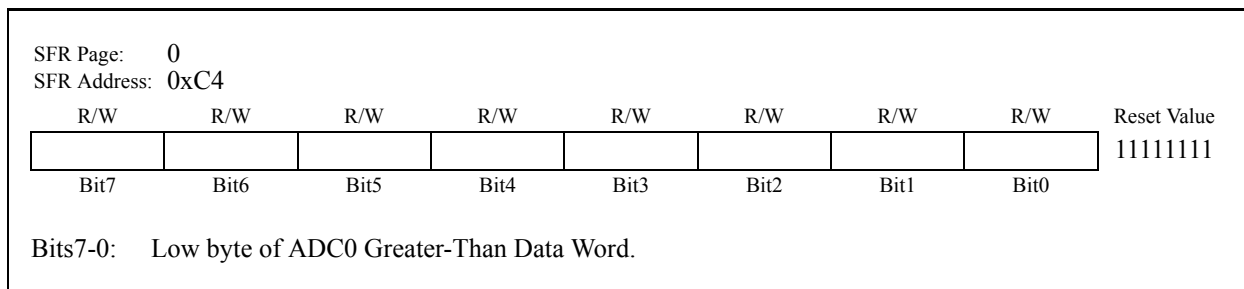 SFR Page: 0
SFR Address: 0xC4
R/W R/W R/W R/W R/W R/W R/W R/W Reset Value
11111111
Bit7 Bit6 Bit5 Bit4 Bit3 Bit2 Bit1 Bit0
Bits7-0: Low byte of ADC0 Greater-Than Data Word.